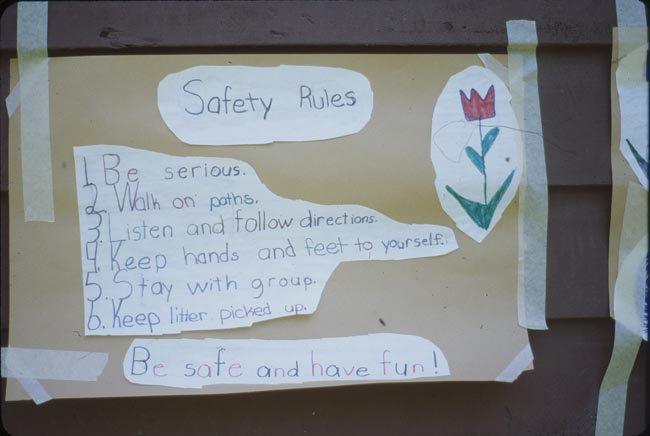 Safety Rules
1. Be serious.
2. Walk on paths.
3. Listen and follow directions.
4. Keep hands and feet to yourself.
5. Stay with group.
6. Keep litter picked up.
Be safe and have fun!